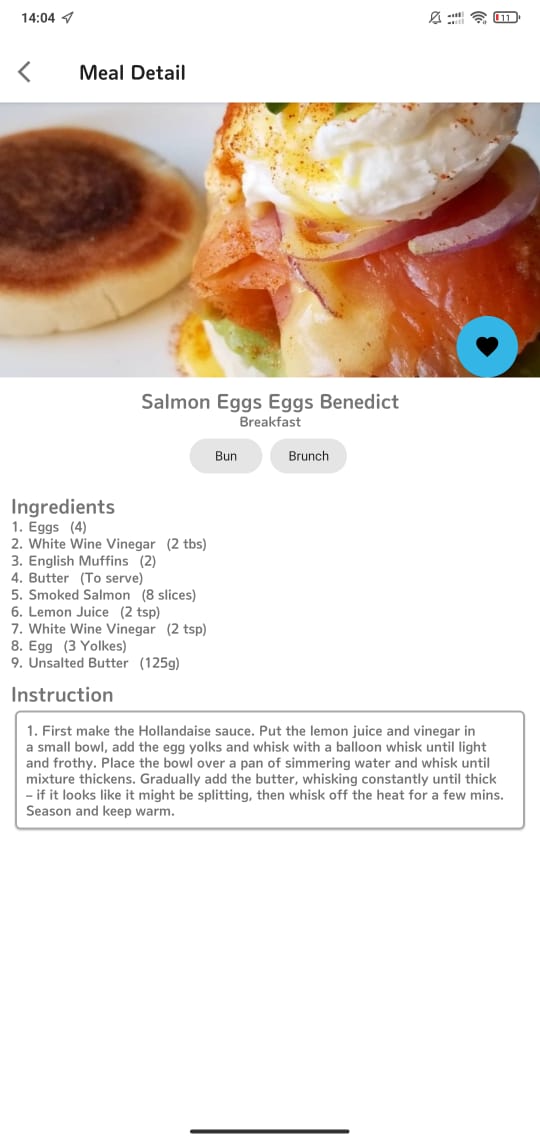 14:04
11
Meal Detail
Salmon Eggs Eggs Benedict
Breakfast
Bun Brunch
Ingredients
1. Eggs (4)
2. White Wine Vinegar (2 tbs)
3. English Muffins (2)
4. Butter (To serve)
5. Smoked Salmon (8 slices)
6. Lemon Juice (2 tsp)
7. White Wine Vinegar (2 tsp)
8. Egg (3 Yolkes)
9. Unsalted Butter (125g)
Instruction
1. First make the Hollandaise sauce. Put the lemon juice and vinegar in
a small bowl, add the egg yolks and whisk with a balloon whisk until light
and frothy. Place the bowl over a pan of simmering water and whisk until
mixture thickens. Gradually add the butter, whisking constantly until thick
– if it looks like it might be splitting, then whisk off the heat for a few mins.
Season and keep warm.